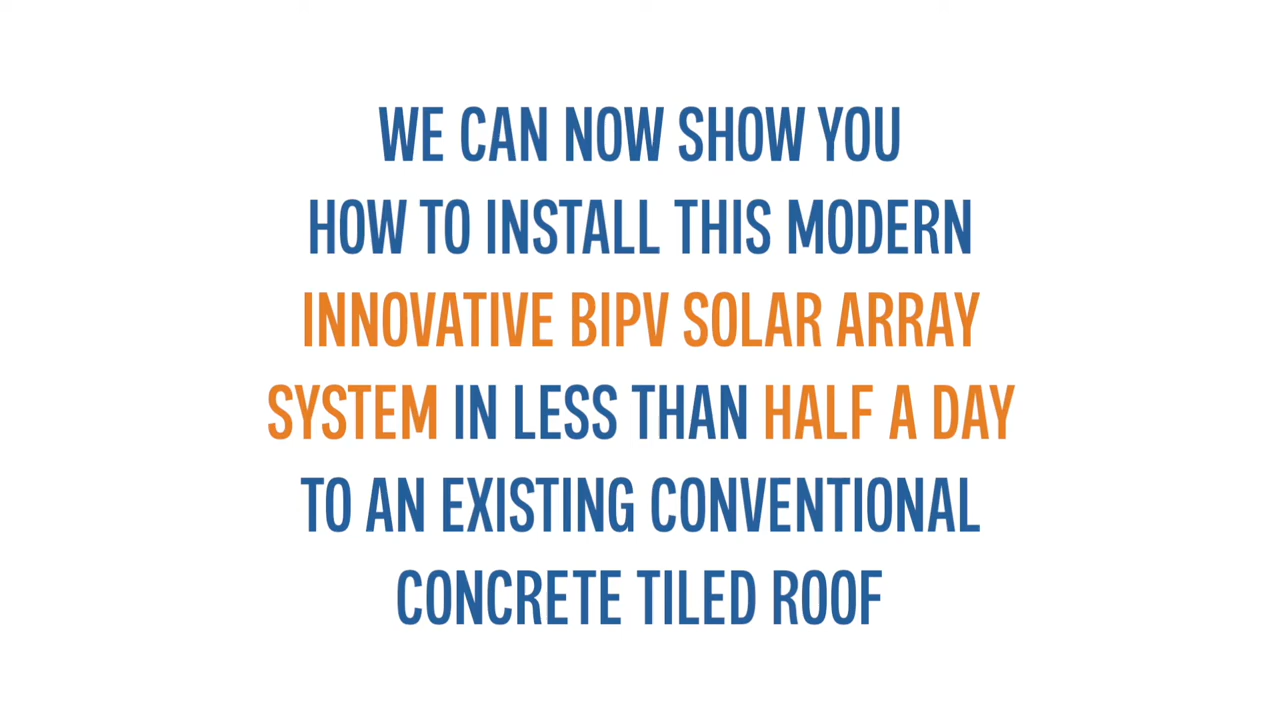 WE CAN NOW SHOW YOU
HOW TO INSTALL THIS MODERN
INNOVATIVE BIPV SOLAR ARRAY
SYSTEM IN LESS THAN HALF A DAY
TO AN EXISTING CONVENTIONAL
CONCRETE TILED ROOF